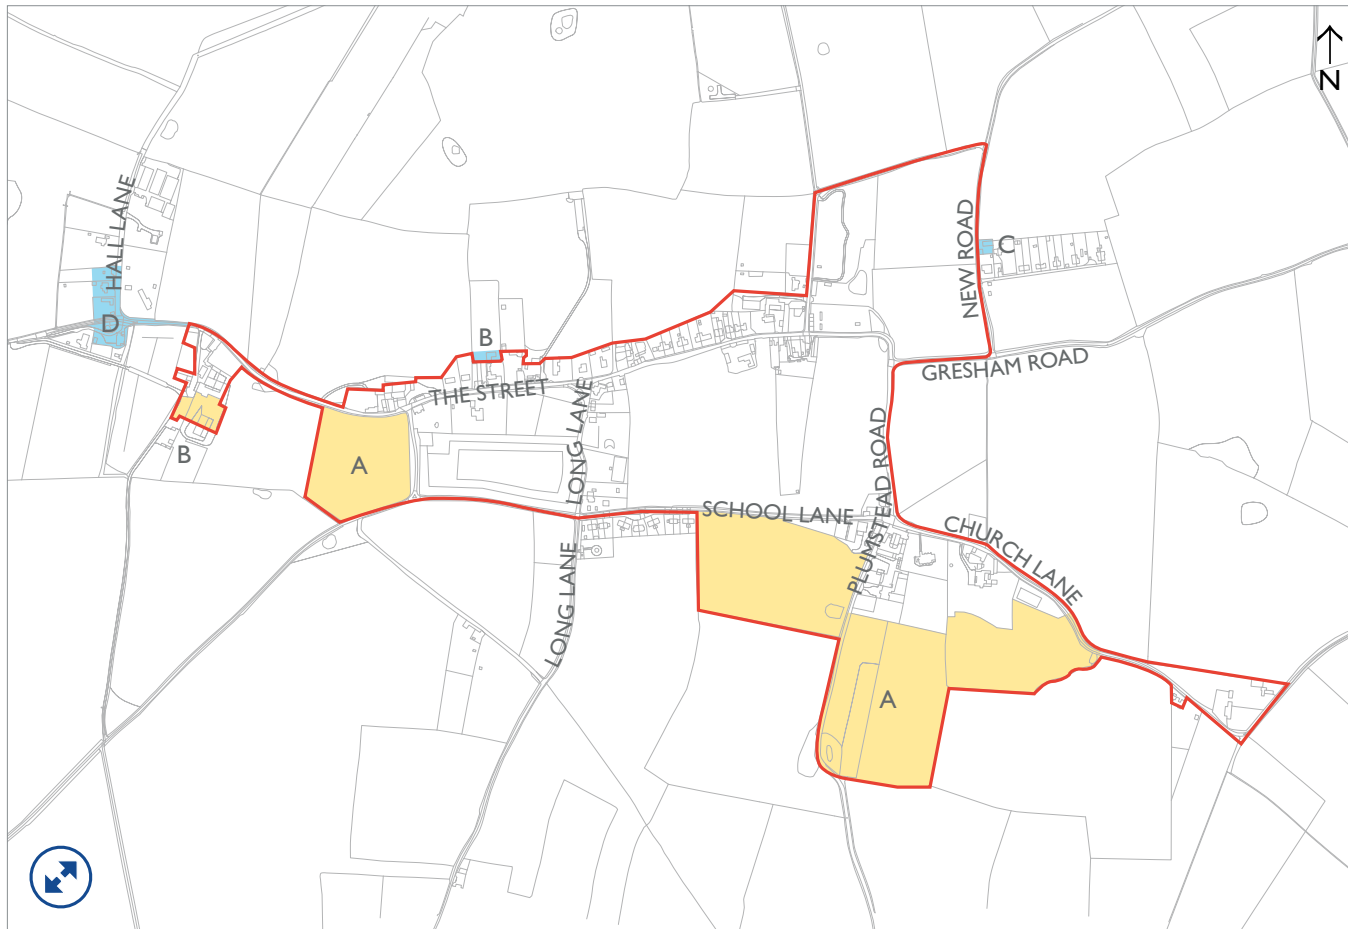 N
HALL LANE
NEW ROAD
C
D
B
GRESHAM ROAD
THE STREET
LONG LANE
B
A
PLUMSTEAD ROAD
SCHOOL LANE
CHURCH LANE
LONG LANE
A